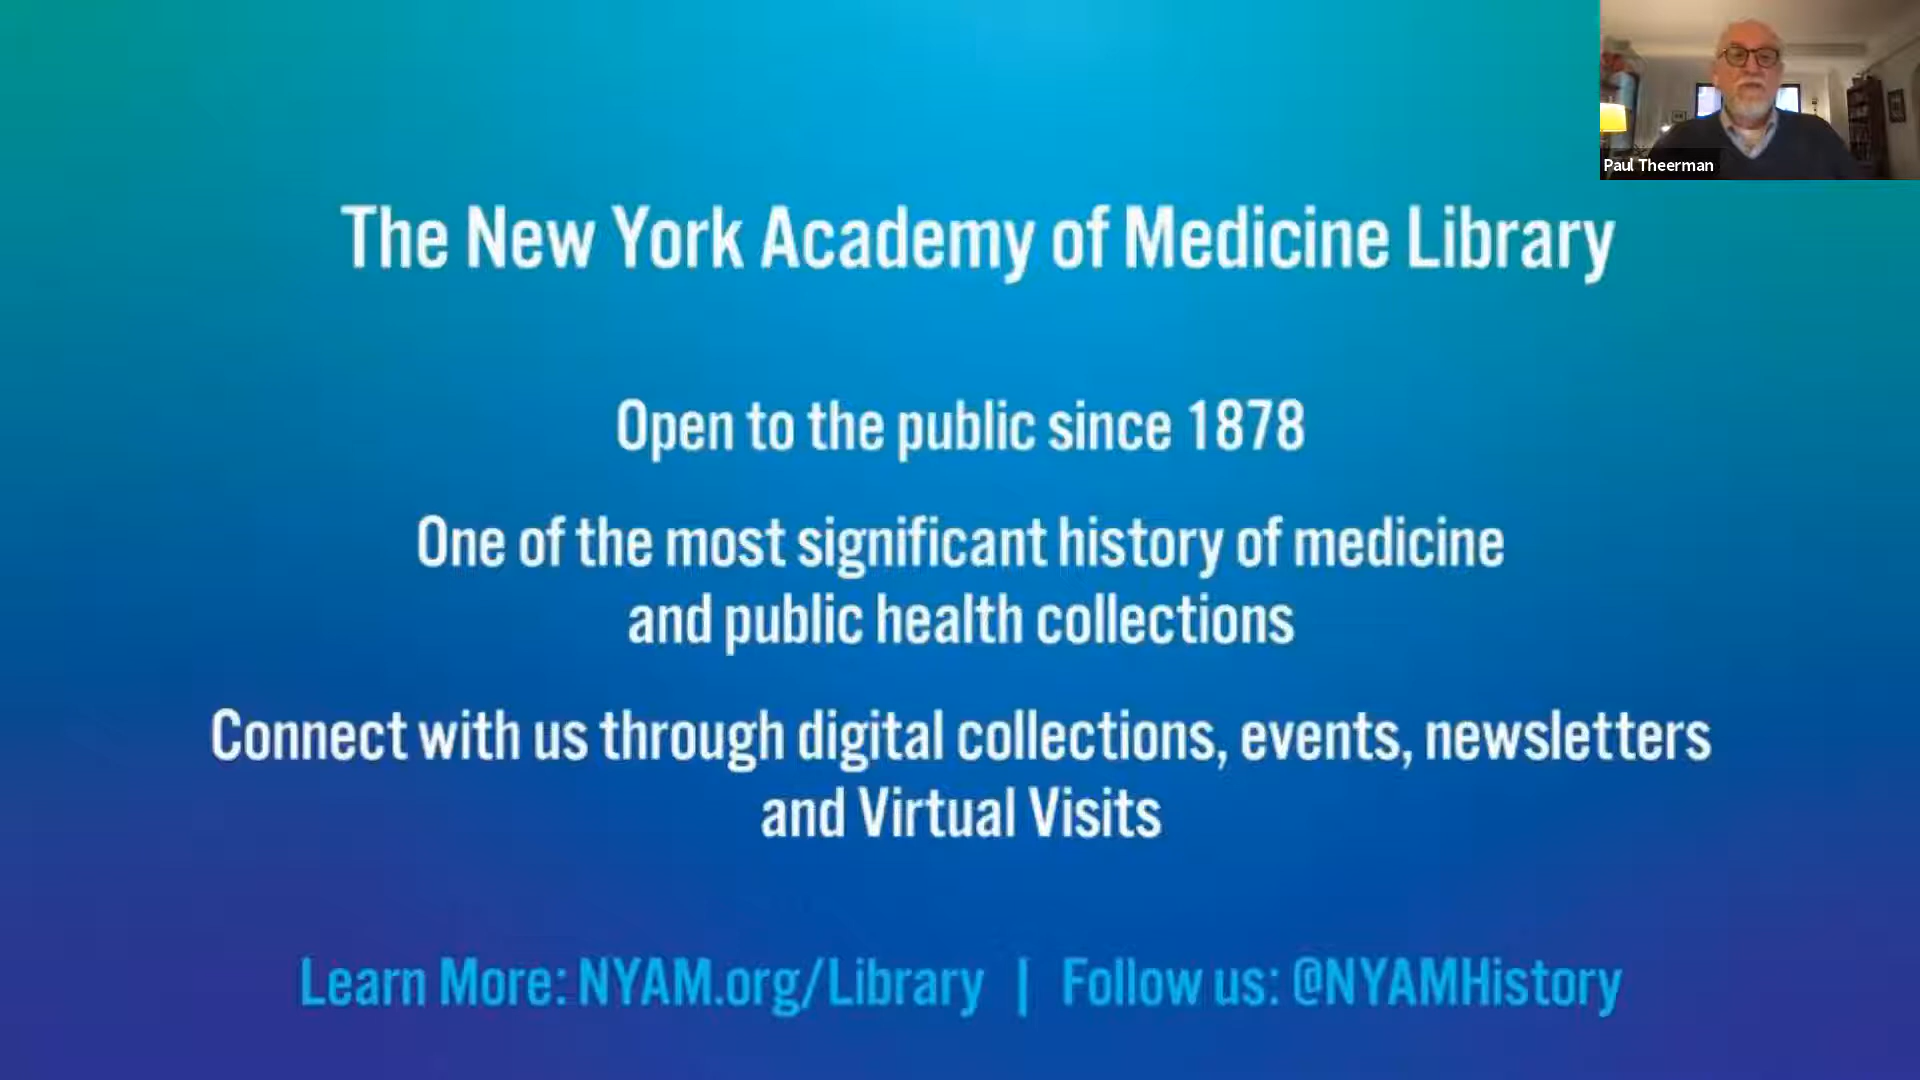 Paul Theerman
The New York Academy of Medicine Library
Open to the public since 1878
One of the most significant history of medicine
and public health collections
Connect with us through digital collections, events, newsletters
and Virtual Visits
Learn More: NYAM.org/Library | Follow us: @NYAMHistory